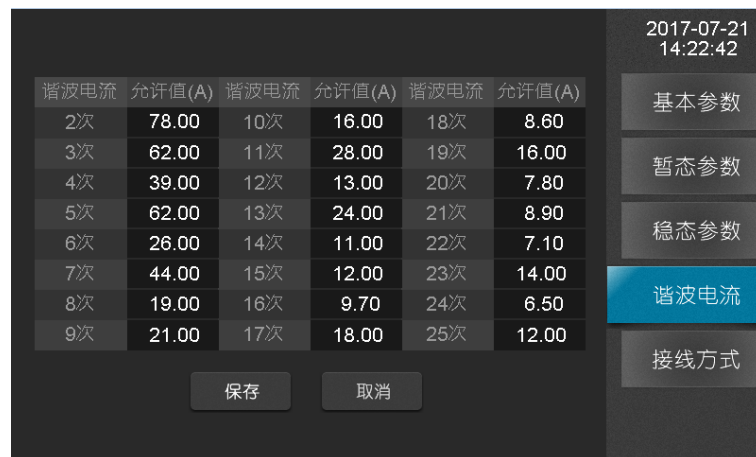 2017-07-21
14:22:42
谐波电流 允许值(A) 谐波电流 允许值(A) 谐波电流 允许值(A)
2次 78.00 10次 16.00 18次 8.60
3次 62.00 11次 28.00 19次 16.00
4次 39.00 12次 13.00 20次 7.80
5次 62.00 13次 24.00 21次 8.90
6次 26.00 14次 11.00 22次 7.10
7次 44.00 15次 12.00 23次 14.00
8次 19.00 16次 9.70 24次 6.50
9次 21.00 17次 18.00 25次 12.00
保存 取消
基本参数
暂态参数
稳态参数
谐波电流
接线方式